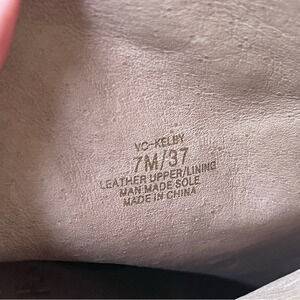 VC-KELBY
7M/37
LEATHER UPPER/LINING
MAN MADE SOLE
MADE IN CHINA